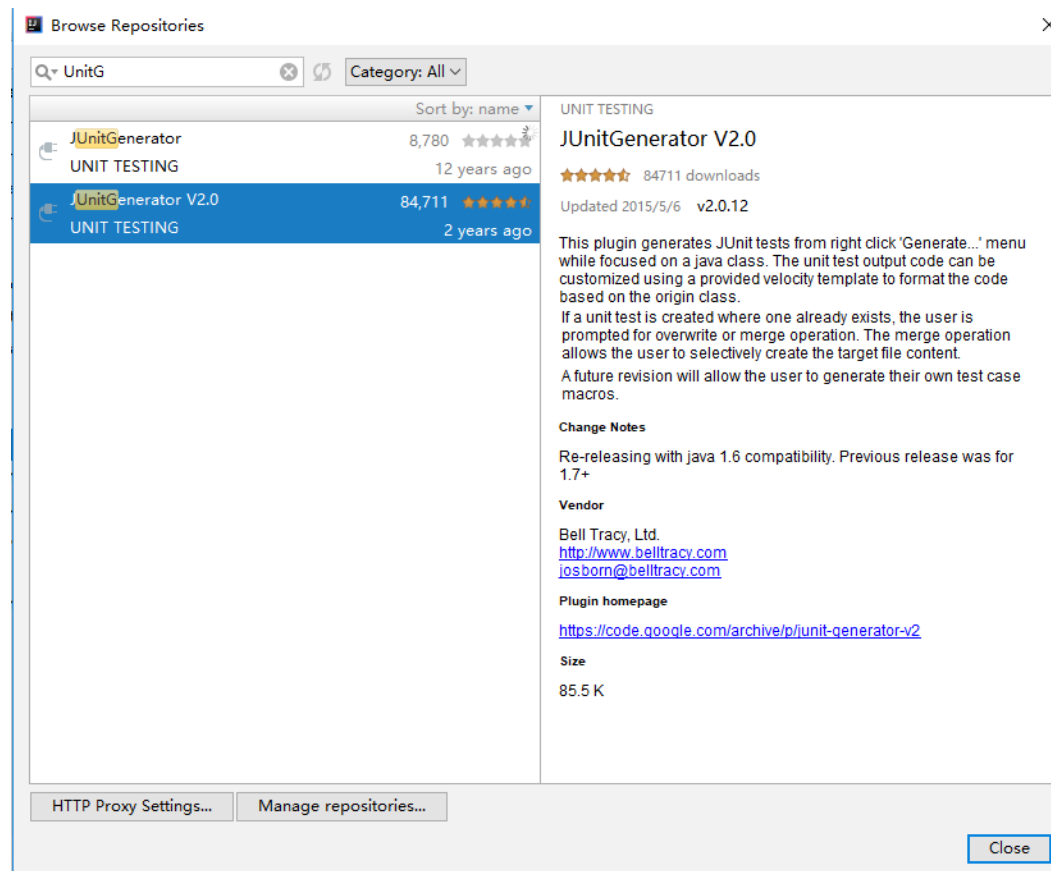 Browse Repositories
UnitG
Category: All
Sort by: name
JUnitGenerator
8,780
UNIT TESTING
12 years ago
JUnitGenerator V2.0
84,711
UNIT TESTING
2 years ago
UNIT TESTING
JUnitGenerator V2.0
84711 downloads
Updated 2015/5/6 v2.0.12
This plugin generates JUnit tests from right click 'Generate...' menu
while focused on a java class. The unit test output code can be
customized using a provided velocity template to format the code
based on the origin class.
If a unit test is created where one already exists, the user is
prompted for overwrite or merge operation. The merge operation
allows the user to selectively create the target file content.
A future revision will allow the user to generate their own test case
macros.
Change Notes
Re-releasing with java 1.6 compatibility. Previous release was for
1.7+
Vendor
Bell Tracy, Ltd.
http://www.belltracy.com
josborn@belltracy.com
Plugin homepage
https://code.google.com/archive/p/junit-generator-v2
Size
85.5 K
HTTP Proxy Settings...
Manage repositories...
Close